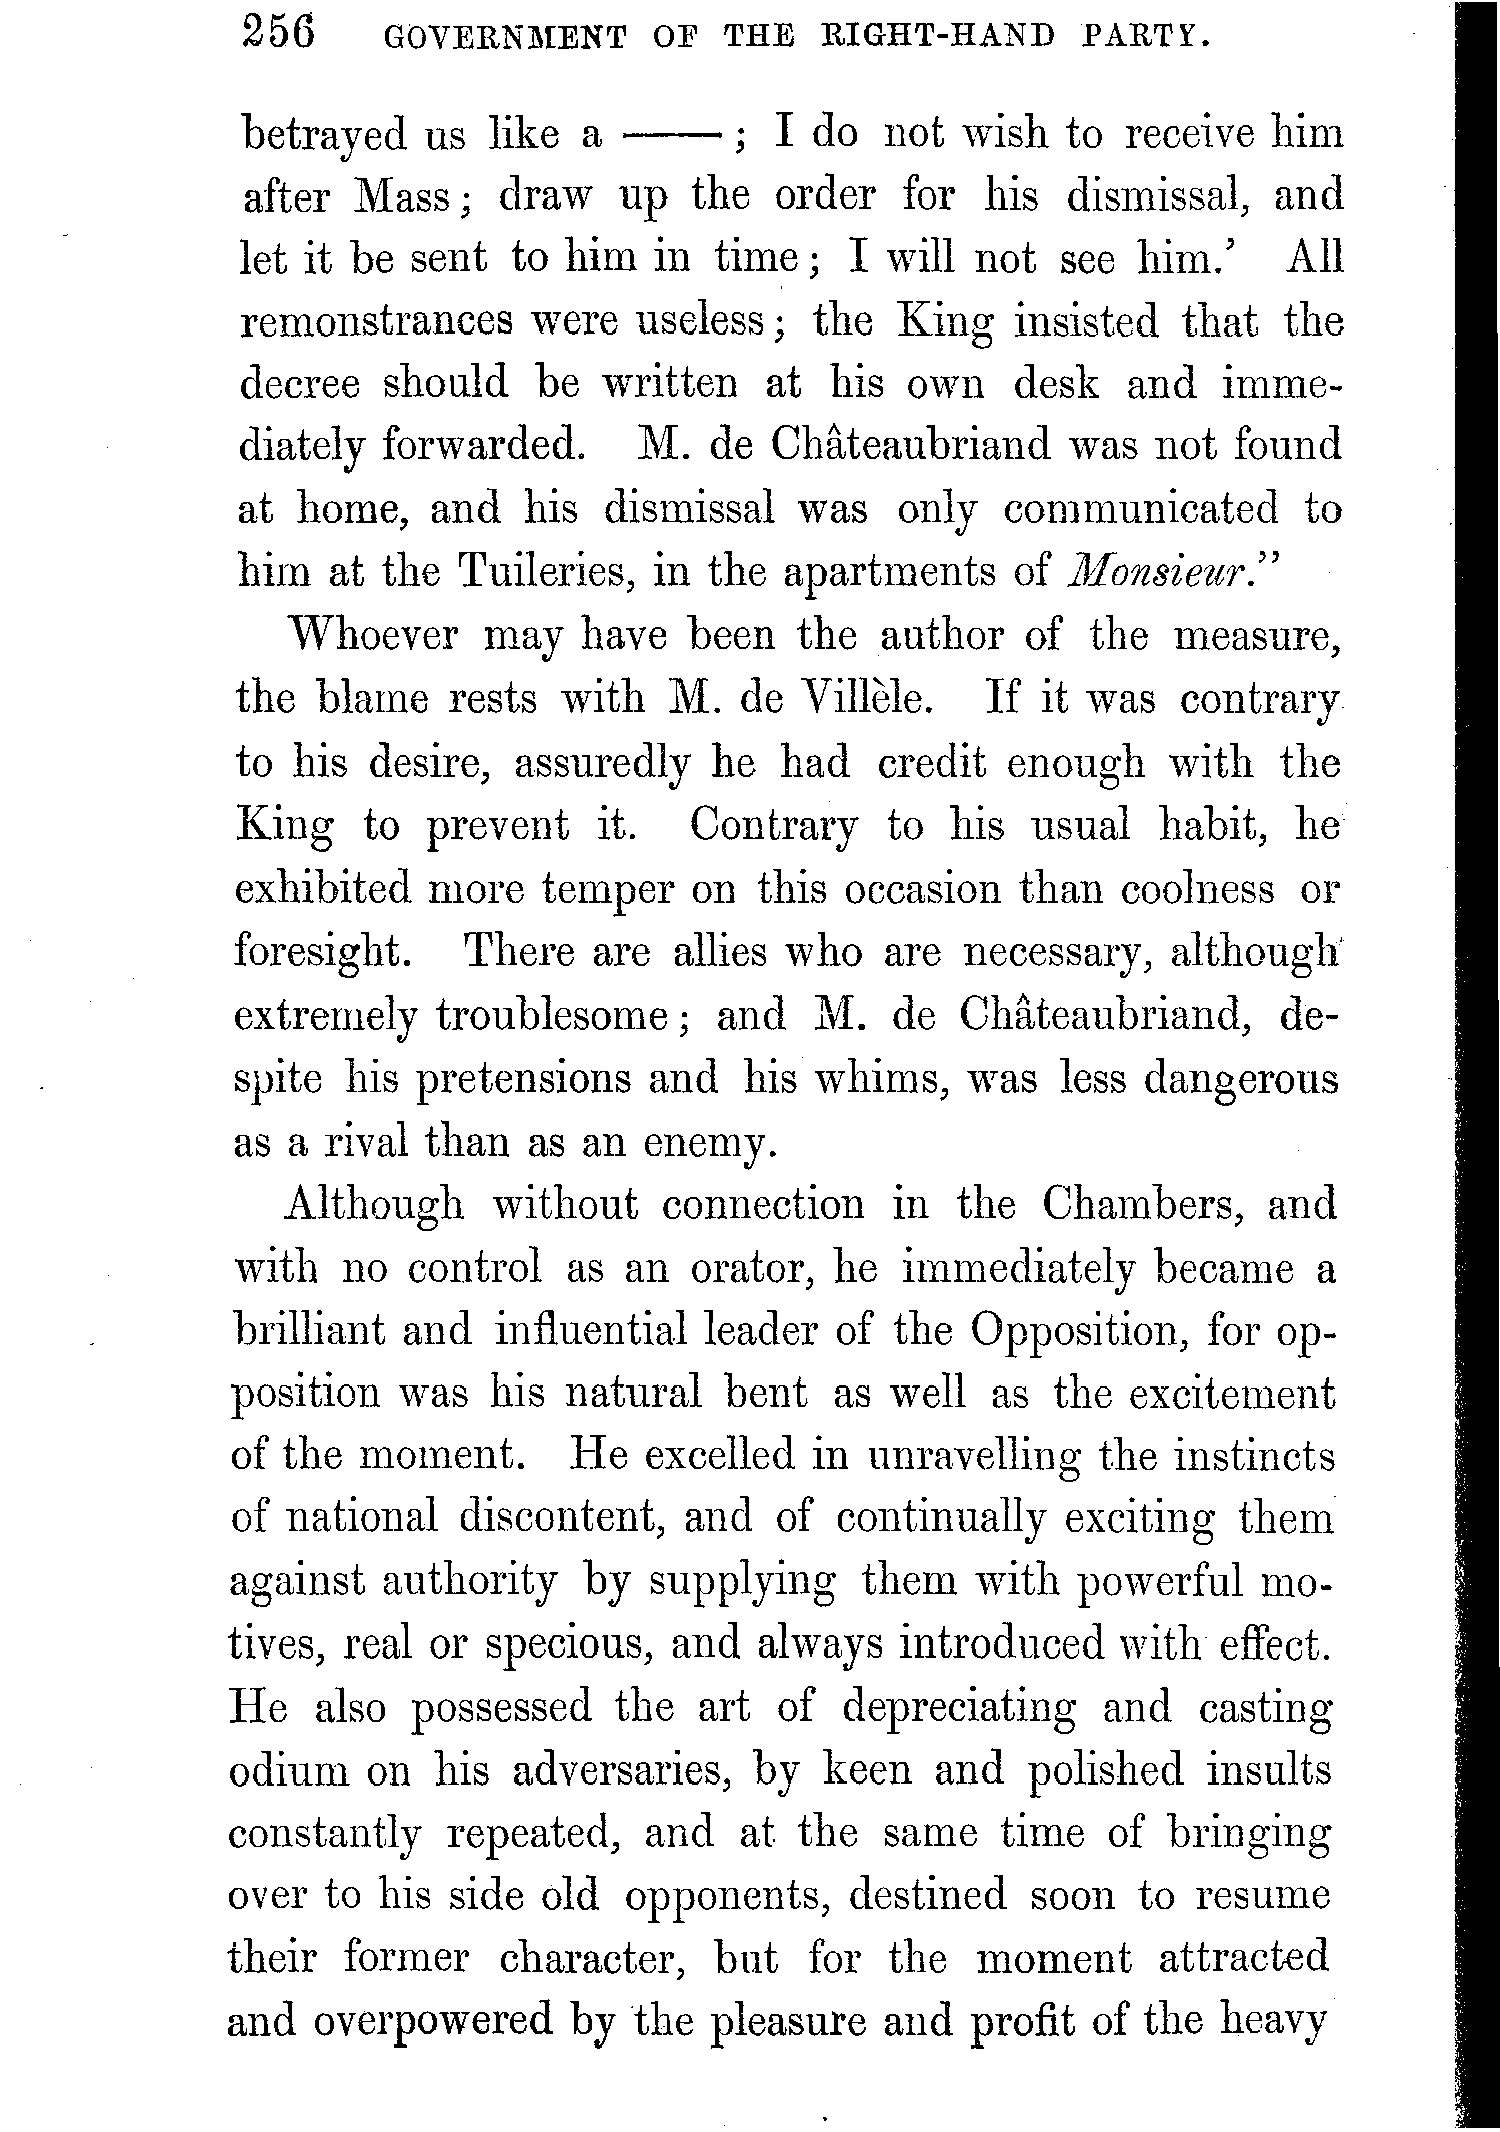 256 GOVERNMENT OF THE RIGHT-HAND PARTY.
betrayed us like a ——; I do not wish to receive him
after Mass; draw up the order for his dismissal, and
let it be sent to him in time; I will not see him.’ All
remonstrances were useless; the King insisted that the
decree should be written at his own desk and imme-
diately forwarded. M. de Châteaubriand was not found
at home, and his dismissal was only communicated to
him at the Tuileries, in the apartments of Monsieur.”
Whoever may have been the author of the measure,
the blame rests with M. de Villèle. If it was contrary
to his desire, assuredly he had credit enough with the
King to prevent it. Contrary to his usual habit, he
exhibited more temper on this occasion than coolness or
foresight. There are allies who are necessary, although
extremely troublesome; and M. de Châteaubriand, de-
spite his pretensions and his whims, was less dangerous
as a rival than as an enemy.
Although without connection in the Chambers, and
with no control as an orator, he immediately became a
brilliant and influential leader of the Opposition, for op-
position was his natural bent as well as the excitement
of the moment. He excelled in unravelling the instincts
of national discontent, and of continually exciting them
against authority by supplying them with powerful mo-
tives, real or specious, and always introduced with effect.
He also possessed the art of depreciating and casting
odium on his adversaries, by keen and polished insults
constantly repeated, and at the same time of bringing
over to his side old opponents, destined soon to resume
their former character, but for the moment attracted
and overpowered by the pleasure and profit of the heavy